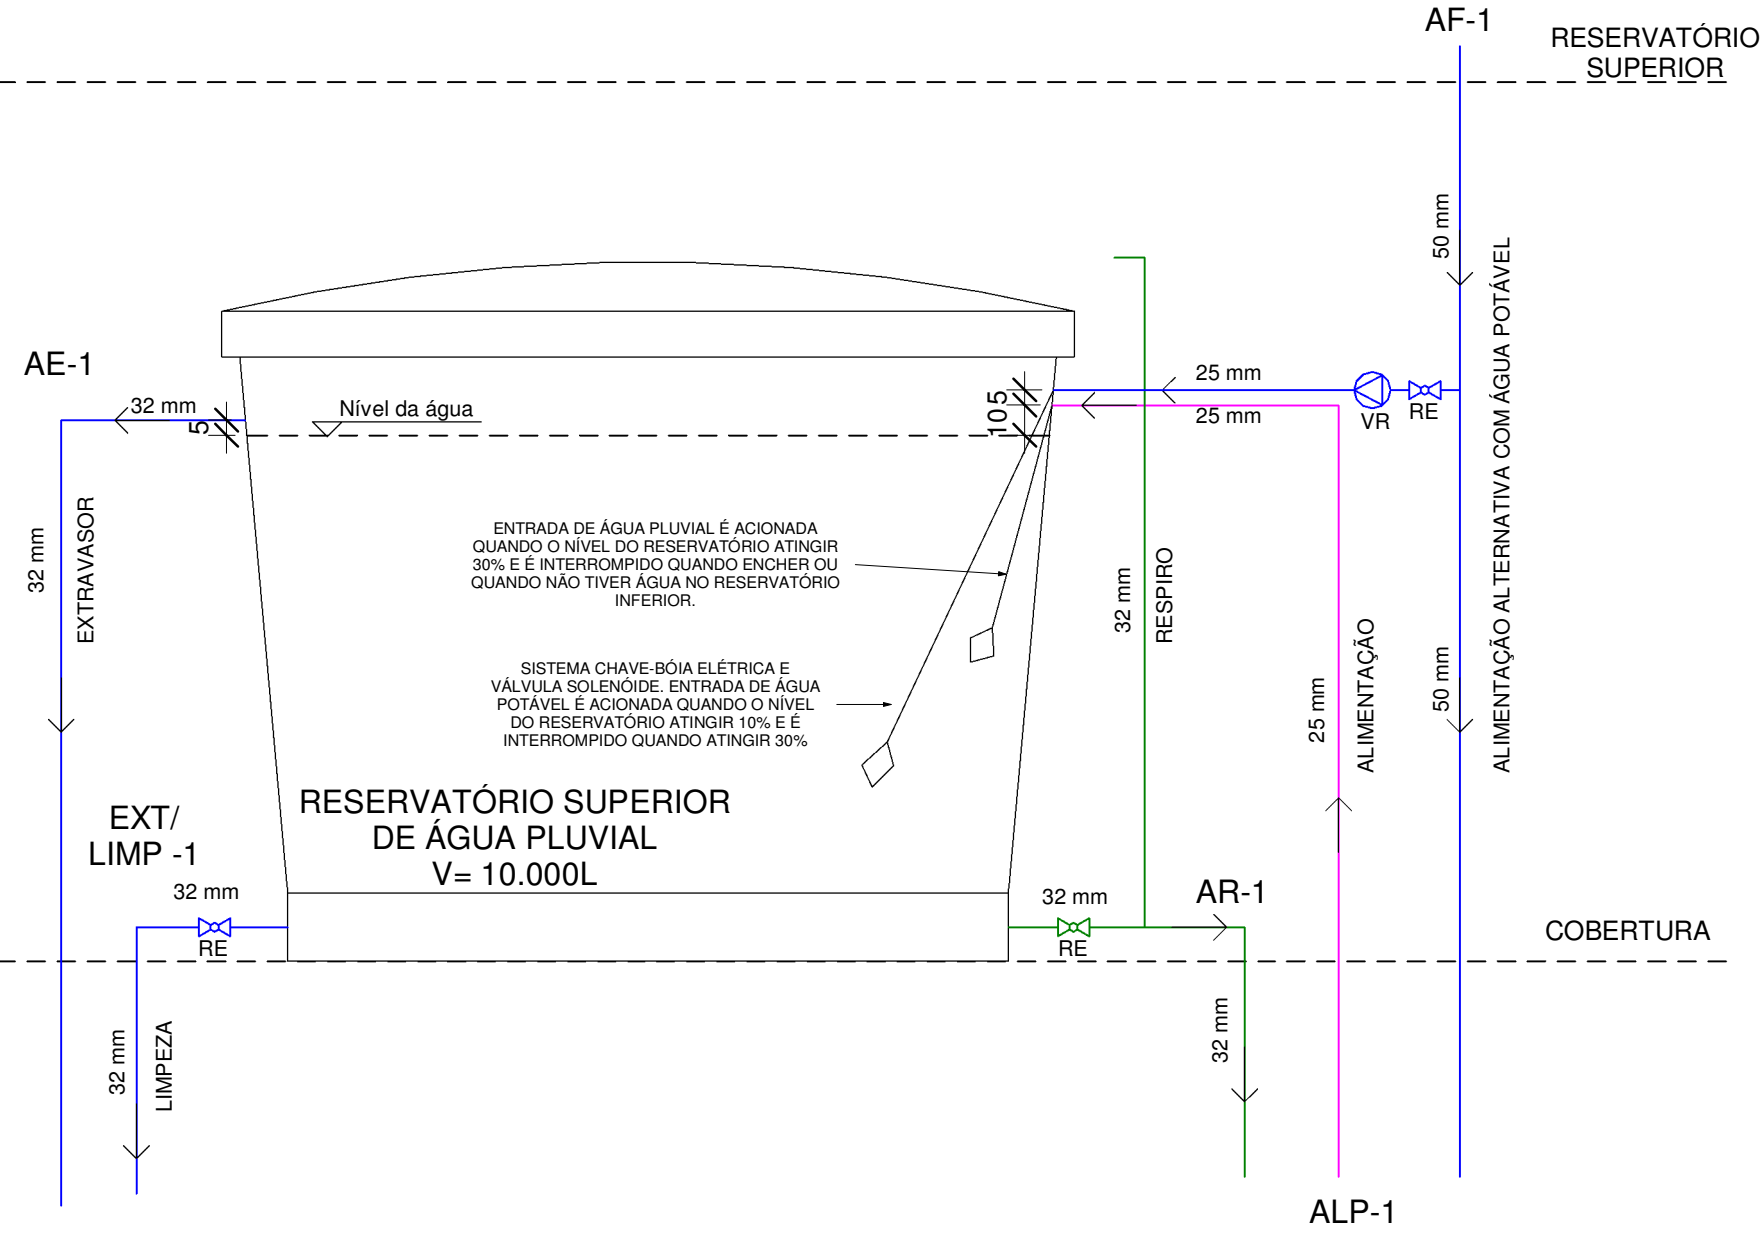 AF-1
RESERVATÓRIO
SUPERIOR
50 mm
ALIMENTAÇÃO ALTERNATIVA COM ÁGUA POTÁVEL
AE-1
32 mm
5
Nível da água
5
10
25 mm
25 mm
VR
RE
32 mm
EXTRAVASOR
ENTRADA DE ÁGUA PLUVIAL É ACIONADA
QUANDO O NÍVEL DO RESERVATÓRIO ATINGIR
30% E É INTERROMPIDO QUANDO ENCHER OU
QUANDO NÃO TIVER ÁGUA NO RESERVATÓRIO
INFERIOR.
32 mm
RESPIRO
SISTEMA CHAVE-BÓIA ELÉTRICA E
VÁLVULA SOLENÓIDE. ENTRADA DE ÁGUA
POTÁVEL É ACIONADA QUANDO O NÍVEL
DO RESERVATÓRIO ATINGIR 10% E É
INTERROMPIDO QUANDO ATINGIR 30%
25 mm
ALIMENTAÇÃO
50 mm
RESERVATÓRIO SUPERIOR
DE ÁGUA PLUVIAL
V= 10.000L
EXT/
LIMP -1
32 mm
RE
32 mm
RE
AR-1
COBERTURA
32 mm
LIMPEZA
32 mm
ALP-1